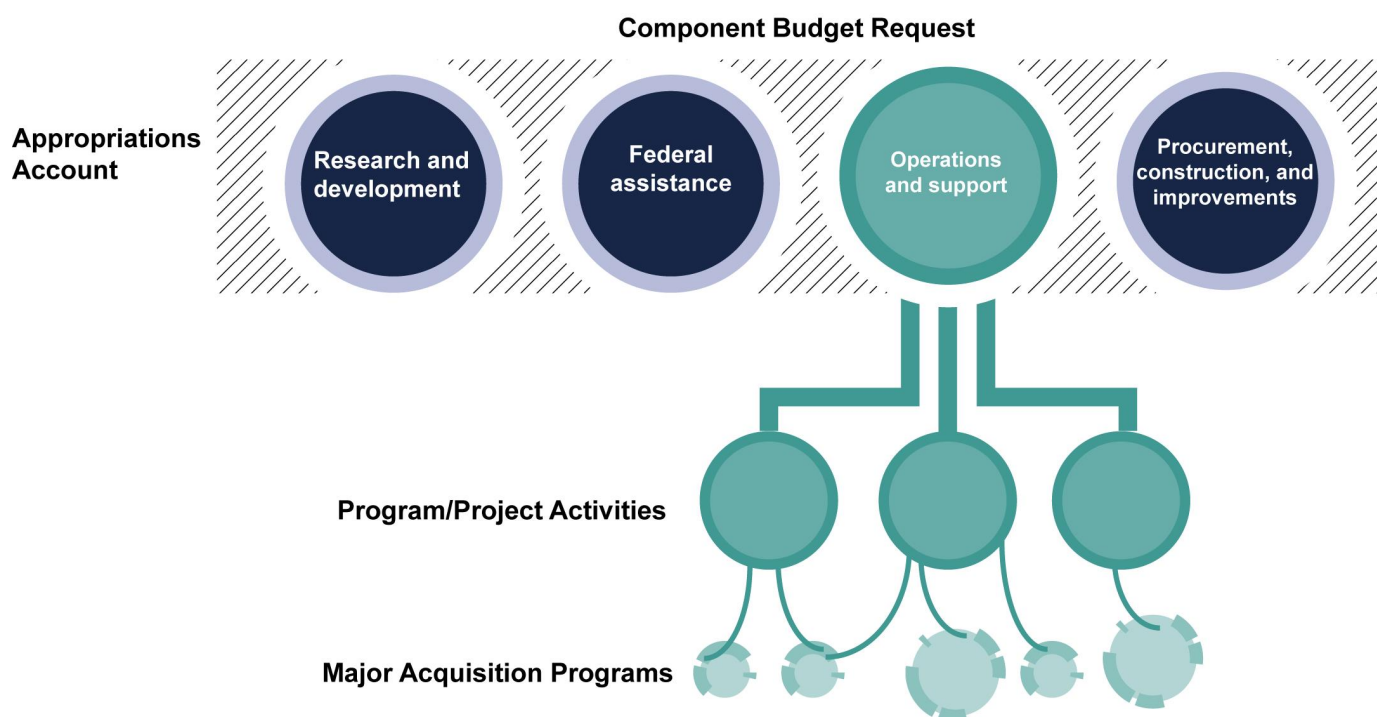 Component Budget Request
Appropriations
Account
Research and
development
Federal
assistance
Operations
and support
Procurement,
construction, and
improvements
Program/Project Activities
Major Acquisition Programs